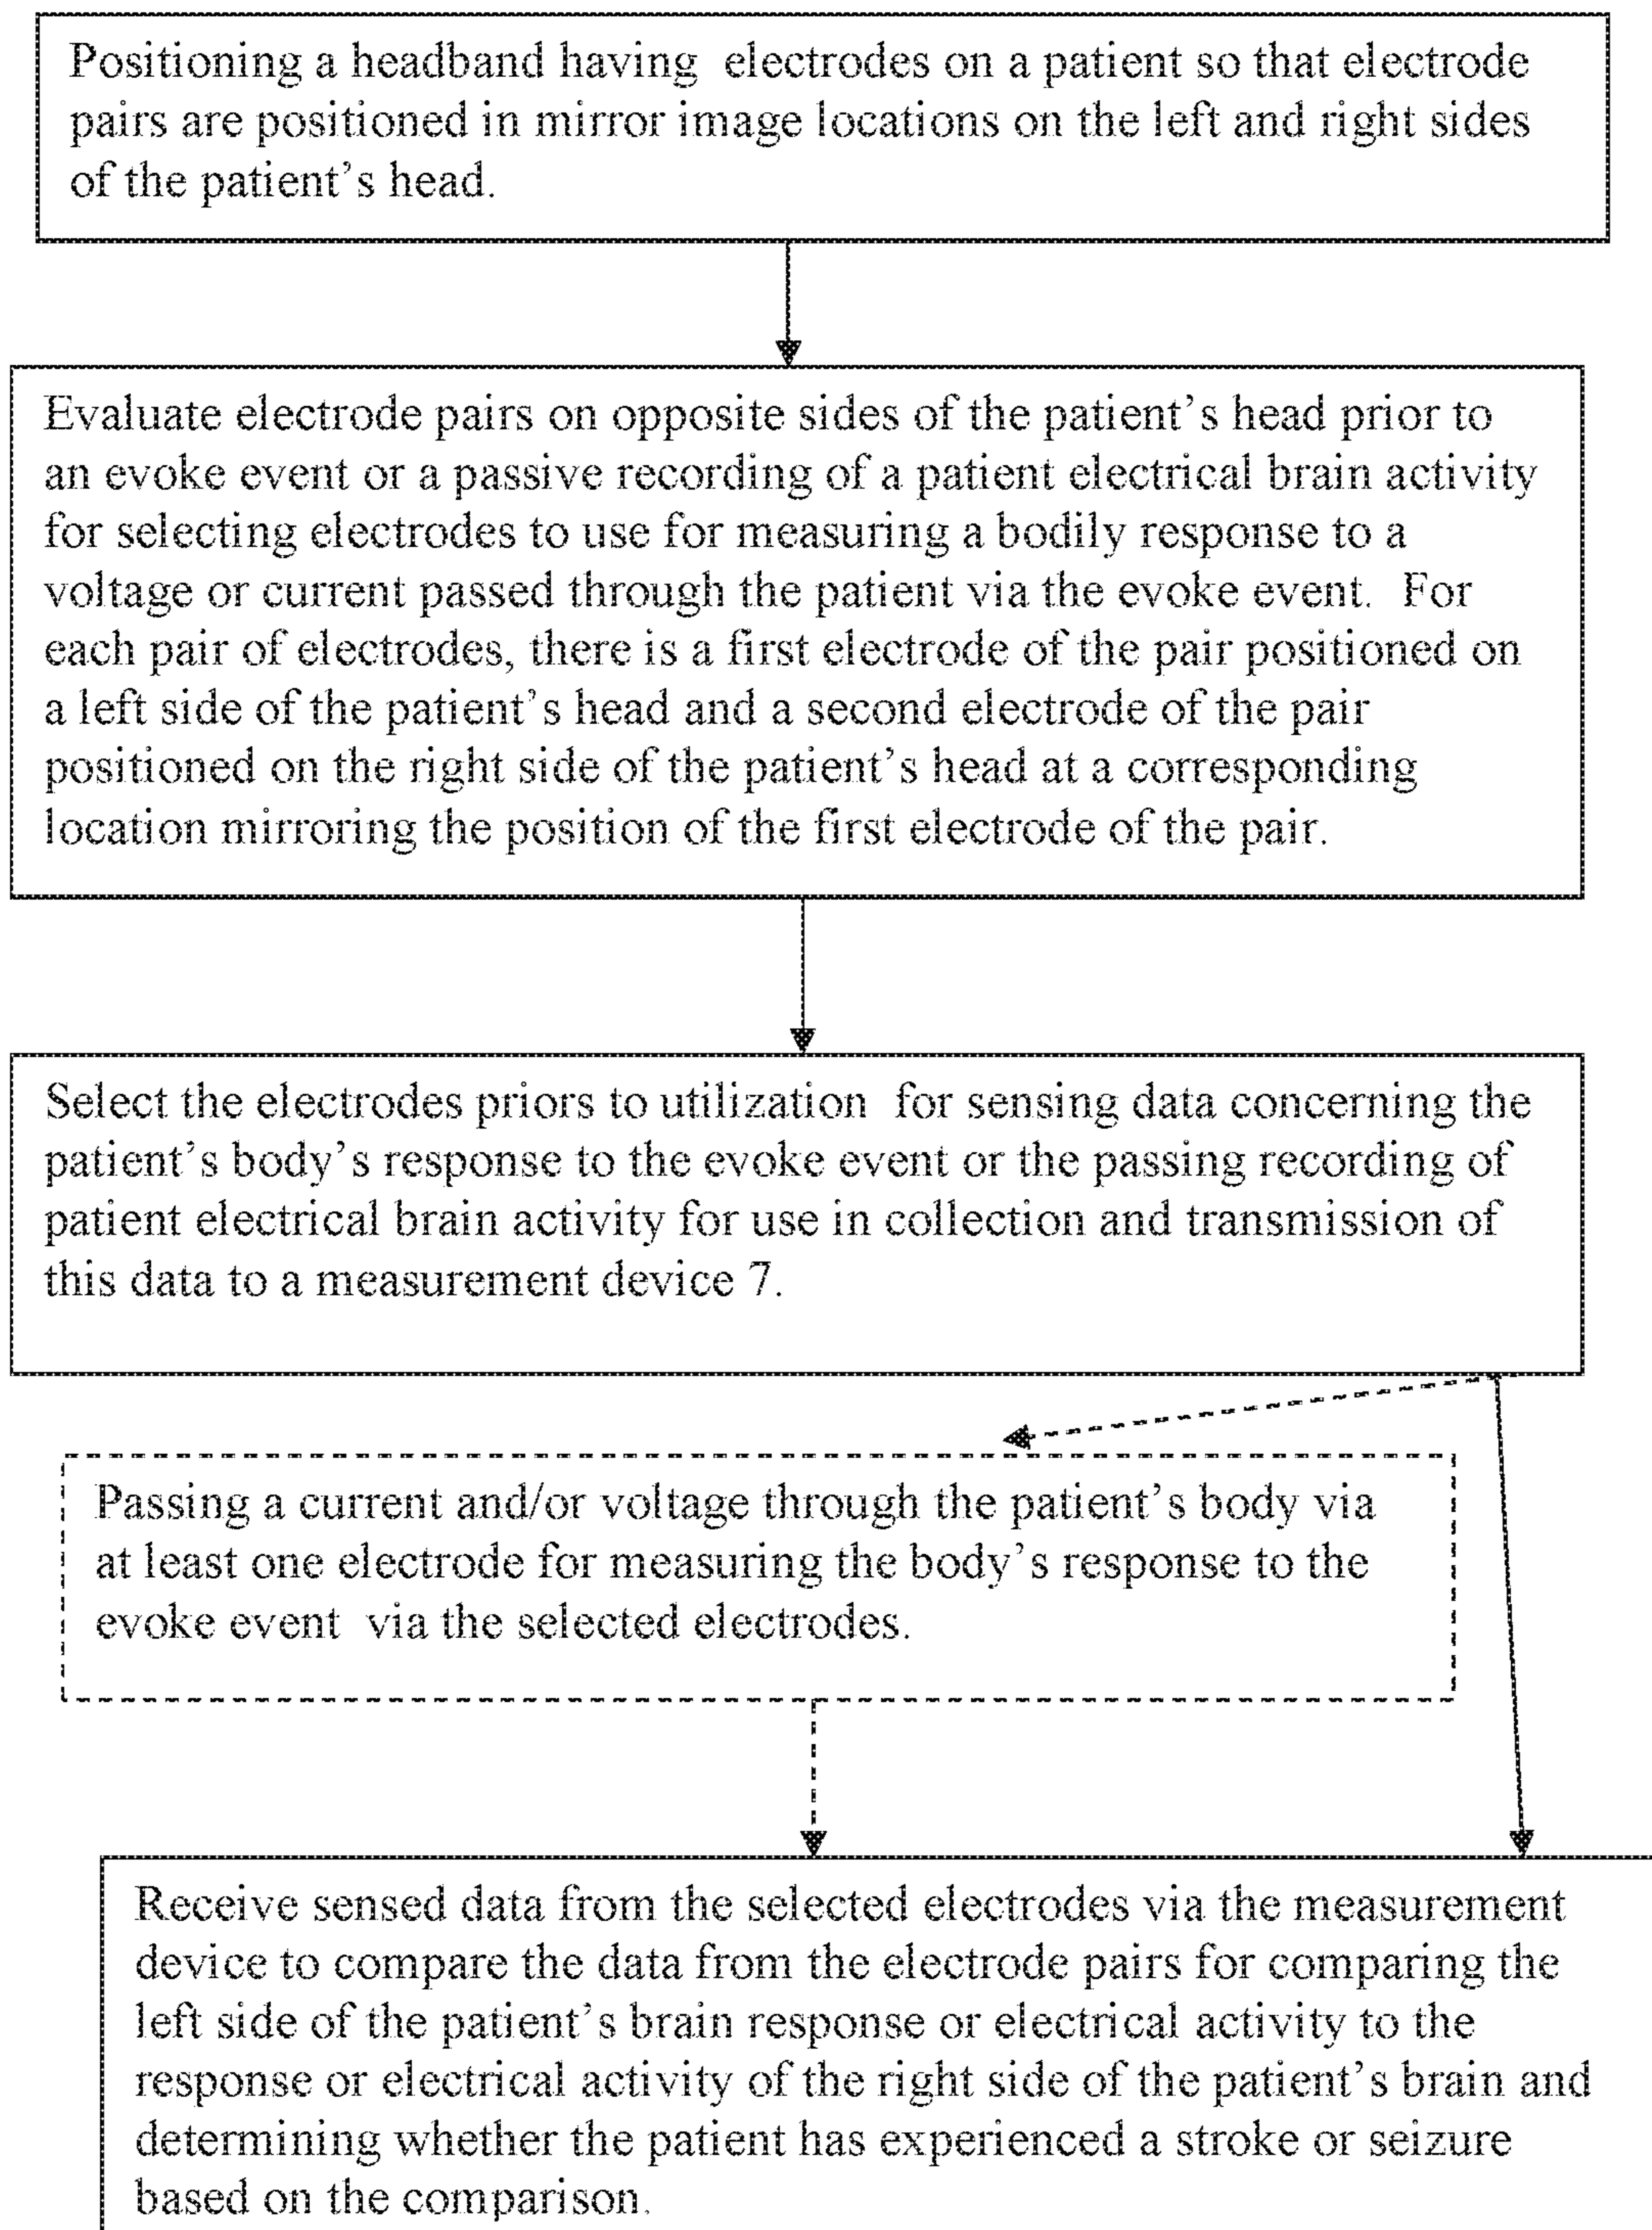 Positioning a headband having  electrodes on a patient so that electrode
pairs are positioned in mirror image locations on the left and right sides
of the patient's head.
Evaluate electrode pairs on opposite sides of the patient's head prior to
an evoke event or a passive recording of a patient electrical brain activity
for selecting electrodes to use for measuring a bodily response to a
voltage or current passed through the patient via the evoke event.  For
each pair of electrodes, there is a first electrode of the pair positioned on
a left side of the patient's head and a second electrode of the pair
positioned on the right side of the patient's head at a corresponding
location mirroring the position of the first electrode of the pair.
Select the electrodes priors to utilization  for sensing data concerning the
patient's body's response to the evoke event or the passing recording of
patient electrical brain activity for use in collection and transmission of
this data to a measurement device 7.
Passing a current and/or voltage through the patient's body via
at least one electrode for measuring the body's response to the
evoke event  via the selected electrodes.
Receive sensed data from the selected electrodes via the measurement
device to compare the data from the electrode pairs for comparing the
left side of the patient's brain response or electrical activity to the
response or electrical activity of the right side of the patient's brain and
determining whether the patient has experienced a stroke or seizure
based on the comparison.